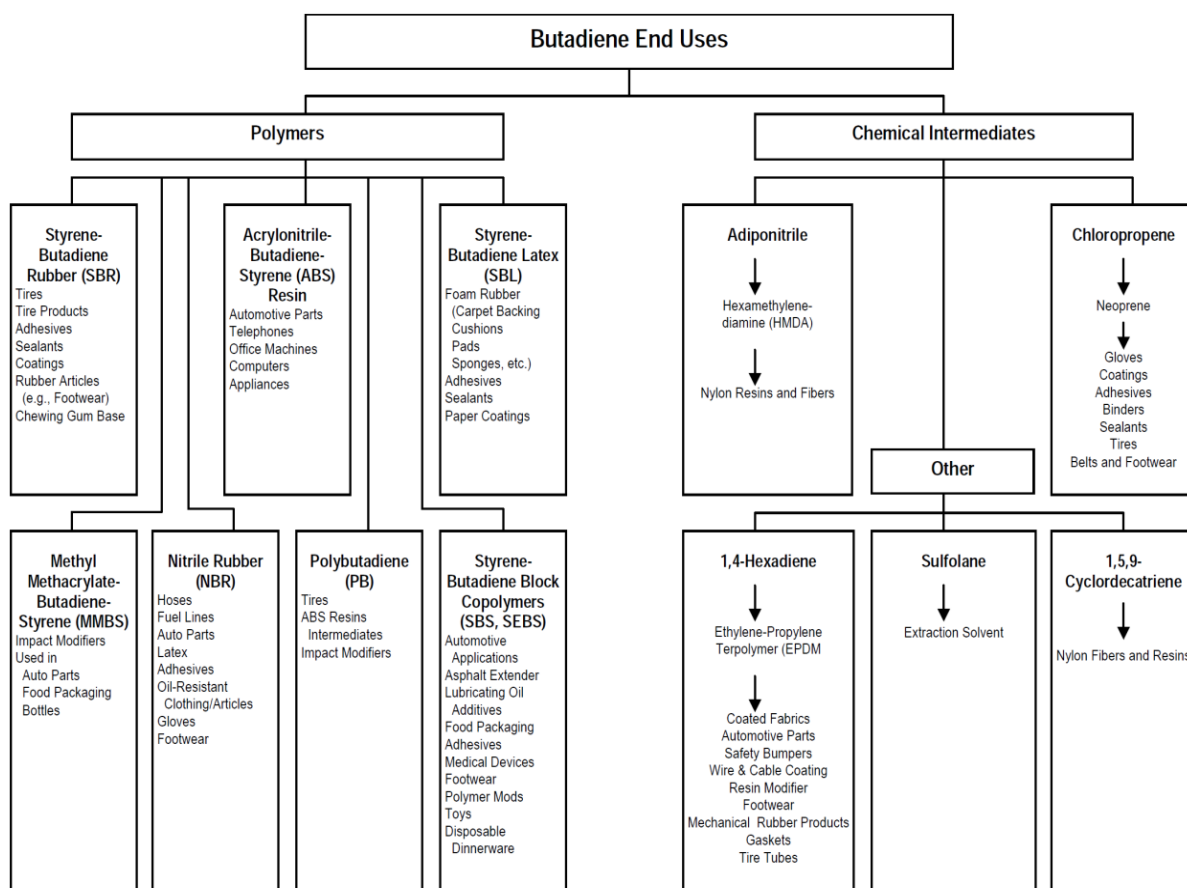 Butadiene End Uses
Polymers
Chemical Intermediates
Styrene-
Butadiene
Rubber (SBR)
Tires
Tire Products
Adhesives
Sealants
Coatings
Rubber Articles
(e.g., Footwear)
Chewing Gum Base
Acrylonitrile-
Butadiene-
Styrene (ABS)
Resin
Automotive Parts
Telephones
Office Machines
Computers
Appliances
Styrene-
Butadiene Latex
(SBL)
Foam Rubber
(Carpet Backing
Cushions
Pads
Sponges, etc.)
Adhesives
Sealants
Paper Coatings
Adiponitrile
Hexamethylene-
diamine (HMDA)
Nylon Resins and Fibers
Chloropropene
Neoprene
Gloves
Coatings
Adhesives
Binders
Sealants
Tires
Belts and Footwear
Other
Methyl
Methacrylate-
Butadiene-
Styrene (MMBS)
Impact Modifiers
Used in
Auto Parts
Food Packaging
Bottles
Nitrile Rubber
(NBR)
Hoses
Fuel Lines
Auto Parts
Latex
Adhesives
Oil-Resistant
Clothing/Articles
Gloves
Footwear
Polybutadiene
(PB)
Tires
ABS Resins
Intermediates
Impact Modifiers
Styrene-
Butadiene Block
Copolymers
(SBS, SEBS)
Automotive
Applications
Asphalt Extender
Lubricating Oil
Additives
Food Packaging
Adhesives
Medical Devices
Footwear
Polymer Mods
Toys
Disposable
Dinnerware
1,4-Hexadiene
Ethylene-Propylene
Terpolymer (EPDM
Coated Fabrics
Automotive Parts
Safety Bumpers
Wire & Cable Coating
Resin Modifier
Footwear
Mechanical Rubber Products
Gaskets
Tire Tubes
Sulfolane
Extraction Solvent
1,5,9-
Cyclordecatriene
Nylon Fibers and Resins